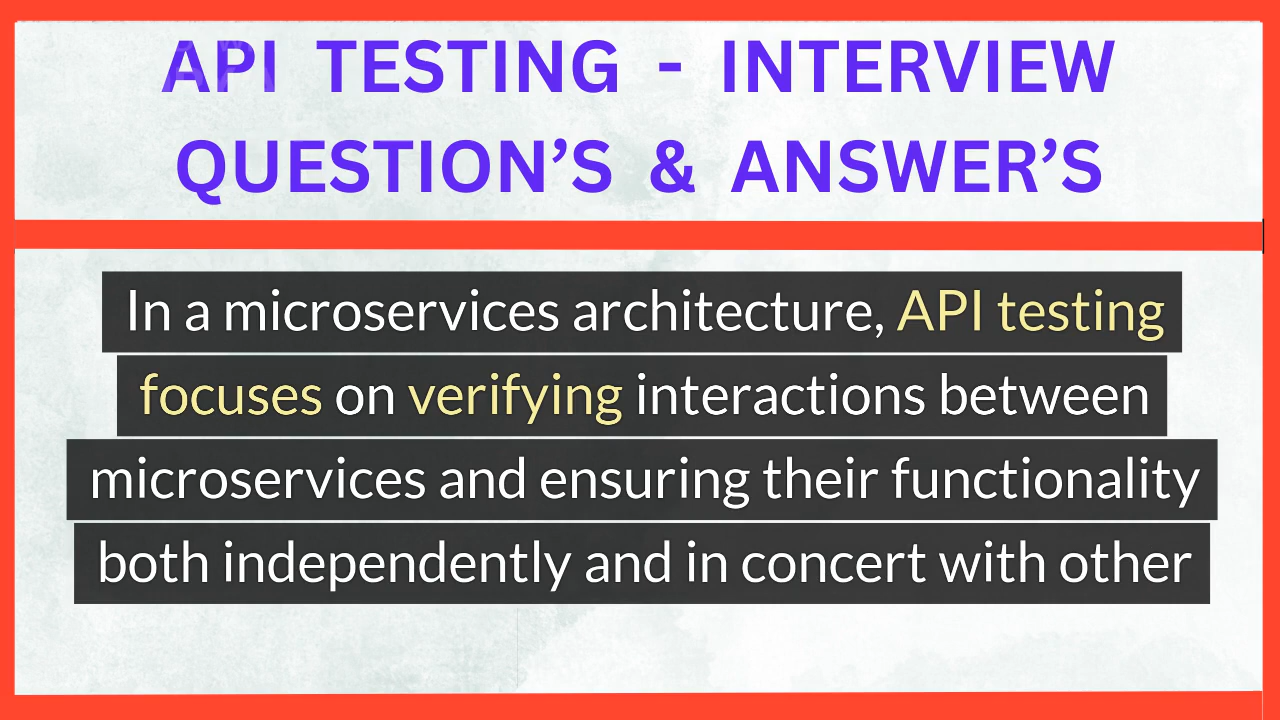 API TESTING - INTERVIEW
QUESTION’S & ANSWER’S
In a microservices architecture, API testing
focuses on verifying interactions between
microservices and ensuring their functionality
both independently and in concert with other